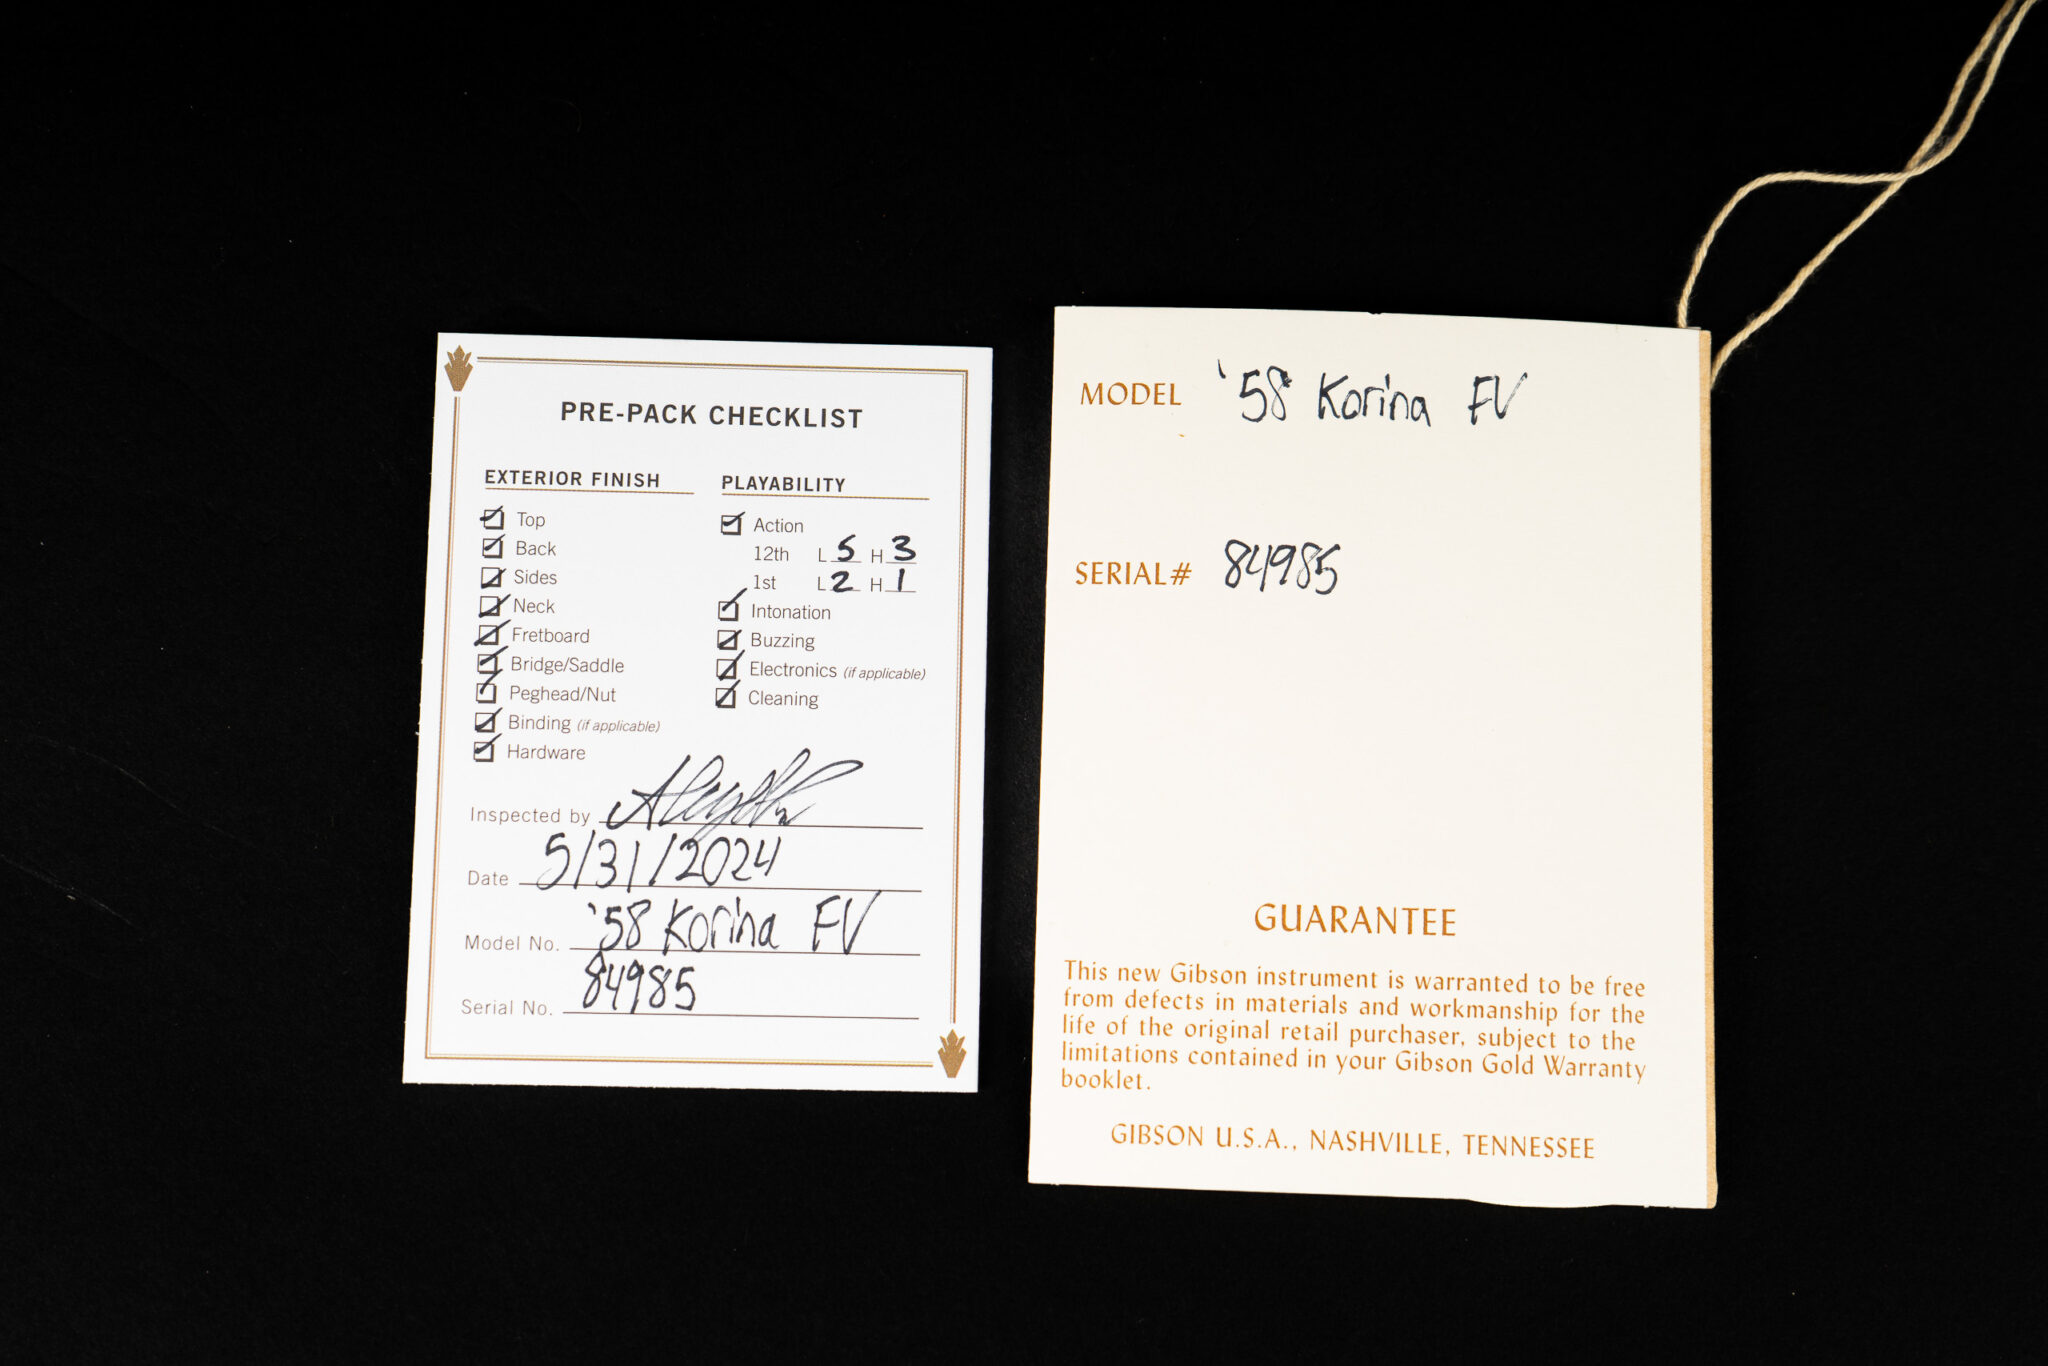 PRE-PACK CHECKLIST
EXTERIOR FINISH
Top
Back
Sides
Neck
Fretboard
Bridge/Saddle
Peghead/Nut
Binding (if applicable)
Hardware
PLAYABILITY
Action
12th L 5 H 3
1st L 2 H 1
Intonation
Buzzing
Electronics (if applicable)
Cleaning
Inspected by
Date 5/31/2024
Model No. '58 Korina FV
Serial No. 84985
MODEL '58 Korina FV
SERIAL# 84985
GUARANTEE
This new Gibson instrument is warranted to be free
from defects in materials and workmanship for the
life of the original retail purchaser, subject to the
limitations contained in your Gibson Gold Warranty
booklet.
GIBSON U.S.A., NASHVILLE, TENNESSEE